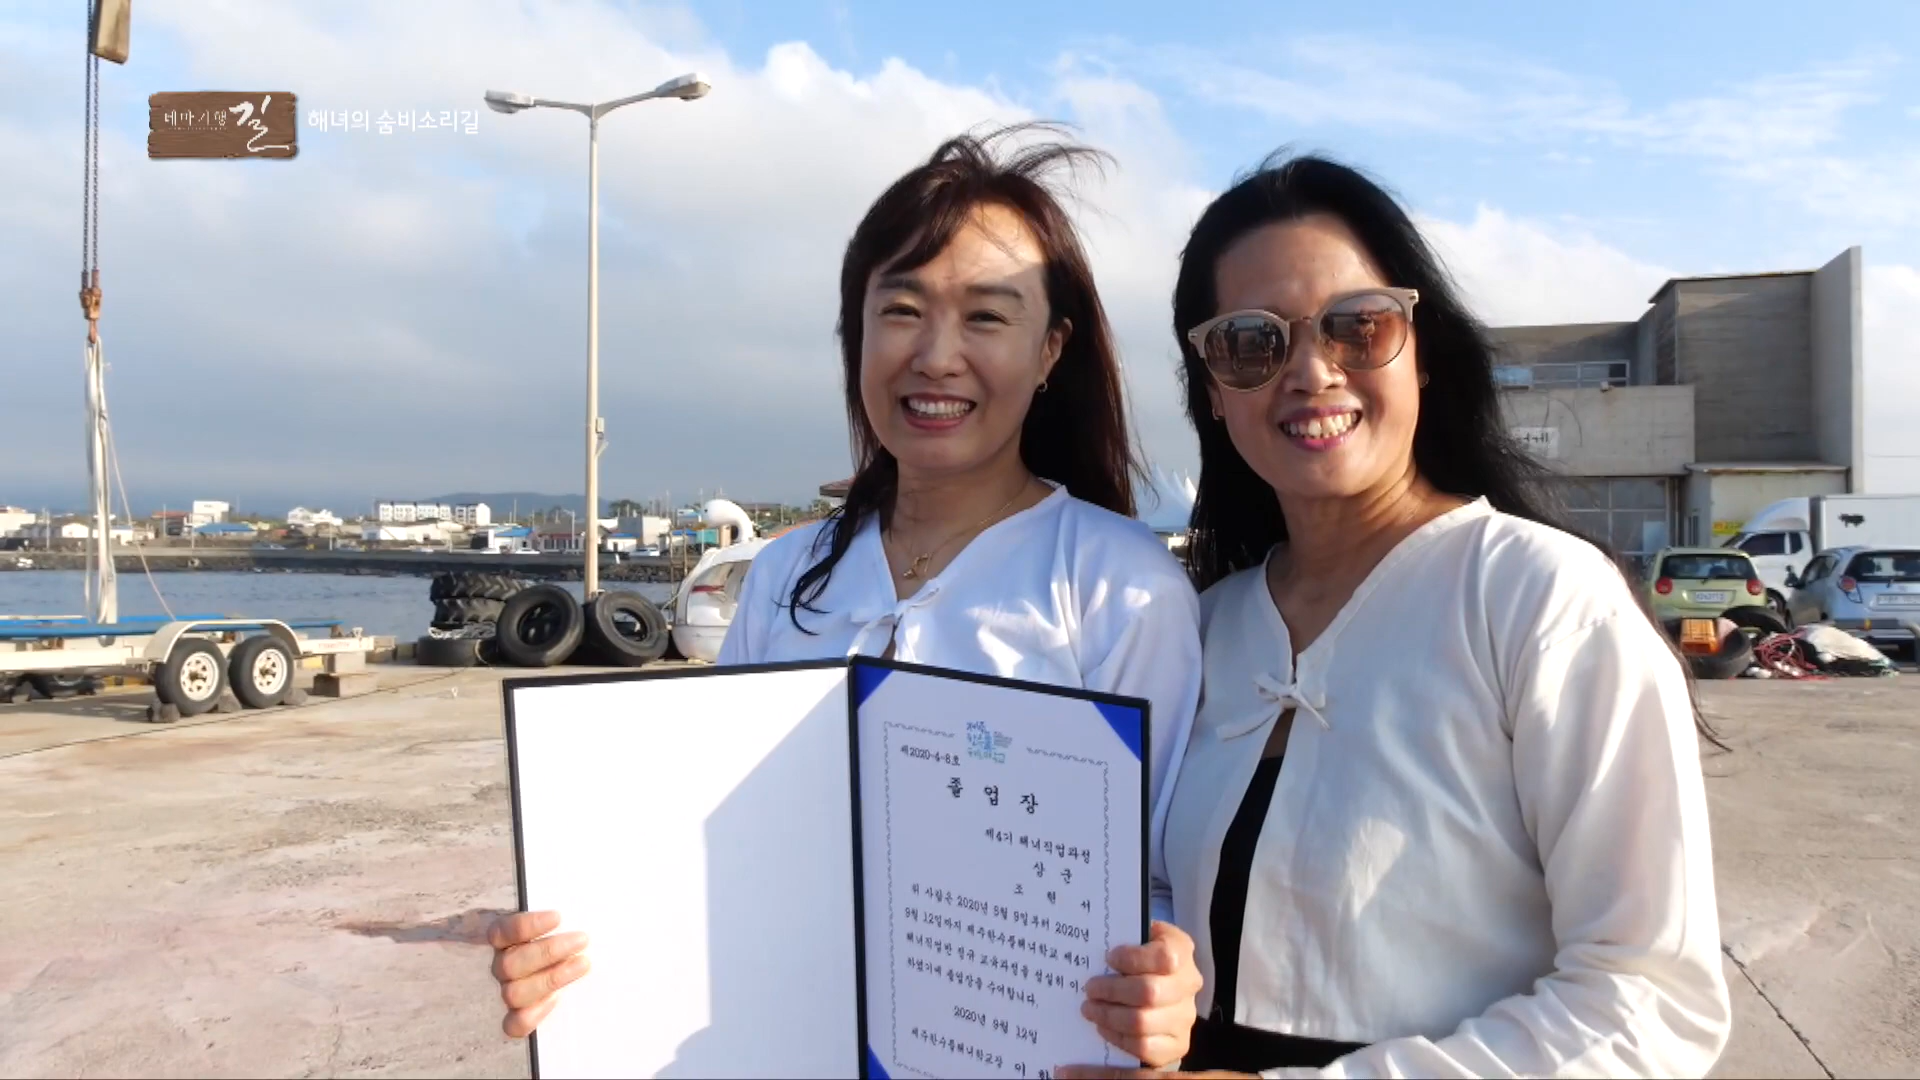 테마기행 길
해녀의 숨비소리길
제2020-4-8호
졸 업 장
제4기 해녀직업과정
상 군
조 현 서
위 사람은 2020년 5월 9일부터 2020년
9월 12일까지 제주한수풀해녀학교 제4기
해녀직업반 정규 교육과정을 성실히 이수
하였기에 졸업장을 수여합니다.
2020년 9월 12일
제주한수풀해녀학교장 이 학